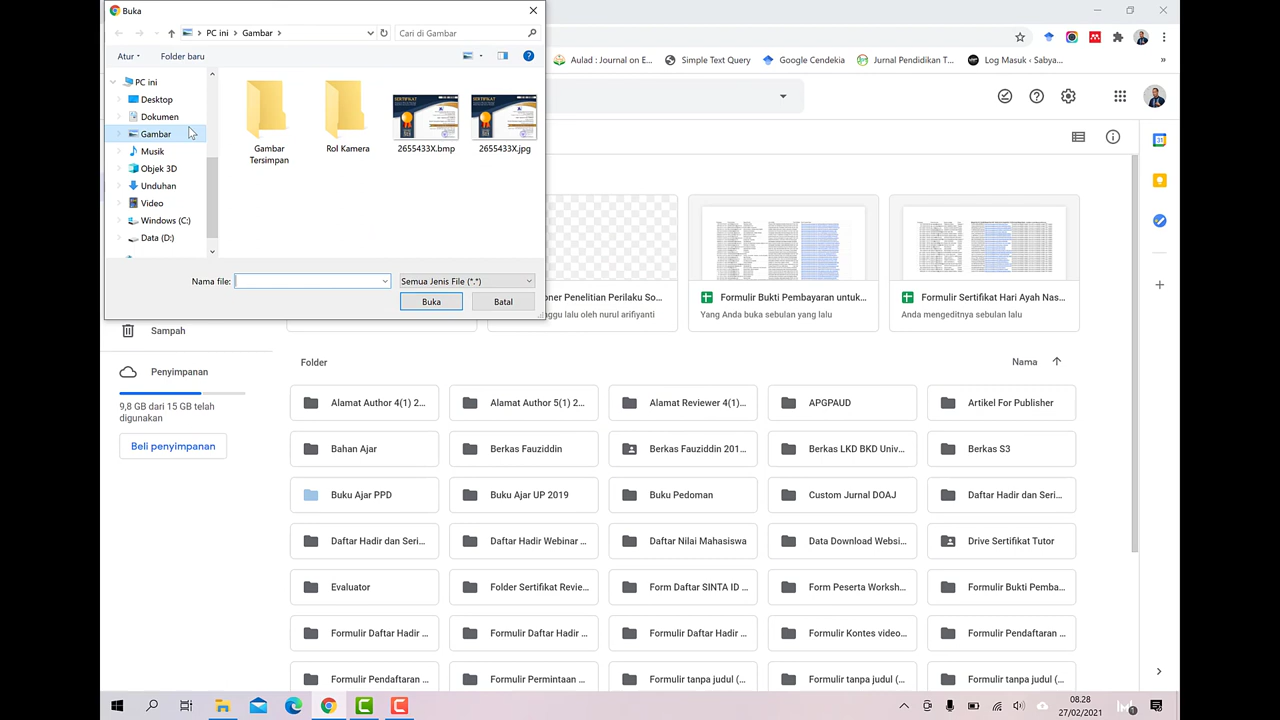 Buka
PC ini
Gambar
Cari di Gambar
Atur
Folder baru
PC ini
Desktop
Dokumen
Gambar
Musik
Objek 3D
Unduhan
Video
Windows (C:)
Data (D:)
Gambar
Tersimpan
Rol Kamera
2655433X.bmp
2655433X.jpg
Nama file:
Semua Jenis File (*.*)
Buka
Batal
Aulad : Journal on E...
Simple Text Query
Google Cendekia
Jurnal Pendidikan T...
Log Masuk ‹ Sabya...
»
oner Penelitian Perilaku So...
nggu lalu oleh nurul arifiyanti
Formulir Bukti Pembayaran untuk...
Yang Anda buka sebulan yang lalu
Formulir Sertifikat Hari Ayah Nas...
Anda mengeditnya sebulan lalu
Sampah
Penyimpanan
9,8 GB dari 15 GB telah
digunakan
Beli penyimpanan
Folder
Nama
Alamat Author 4(1) 2...
Alamat Author 5(1) 2...
Alamat Reviewer 4(1)...
APGPAUD
Artikel For Publisher
Bahan Ajar
Berkas Fauziddin
Berkas Fauziddin 201...
Berkas LKD BKD Univ...
Berkas S3
Buku Ajar PPD
Buku Ajar UP 2019
Buku Pedoman
Custom Jurnal DOAJ
Daftar Hadir dan Seri...
Daftar Hadir dan Seri...
Daftar Hadir Webinar ...
Daftar Nilai Mahasiswa
Data Download Websi...
Drive Sertifikat Tutor
Evaluator
Folder Sertifikat Revie...
Form Daftar SINTA ID ...
Form Peserta Worksh...
Formulir Bukti Pemba...
Formulir Daftar Hadir ...
Formulir Daftar Hadir ...
Formulir Daftar Hadir ...
Formulir Kontes video...
Formulir Pendaftaran ...
Formulir Pendaftaran ...
Formulir Permintaan ...
Formulir tanpa judul (...
Formulir tanpa judul (...
Formulir tanpa judul (...
08.28
27/02/2021